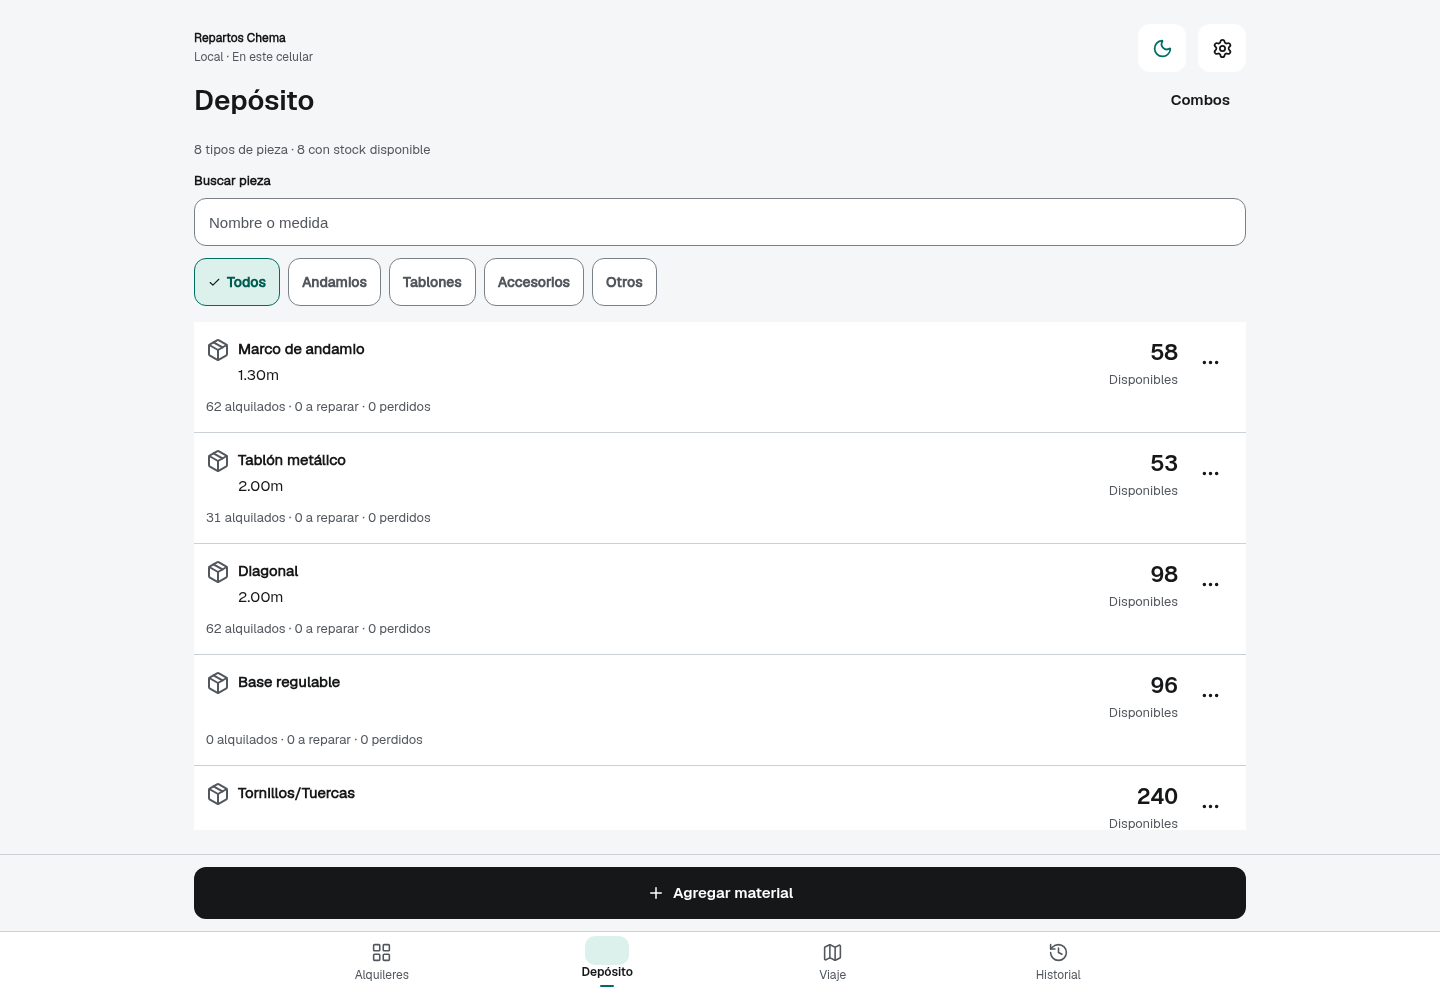 Repartos Chema
Local · En este celular
Depósito
Combos
8 tipos de pieza · 8 con stock disponible
Buscar pieza
Nombre o medida
Todos
Andamios
Tablones
Accesorios
Otros
Marco de andamio
1.30m
58
Disponibles
62 alquilados · 0 a reparar · 0 perdidos
Tablón metálico
2.00m
53
Disponibles
31 alquilados · 0 a reparar · 0 perdidos
Diagonal
2.00m
98
Disponibles
62 alquilados · 0 a reparar · 0 perdidos
Base regulable
96
Disponibles
0 alquilados · 0 a reparar · 0 perdidos
Tornillos/Tuercas
240
Disponibles
Agregar material
Alquileres
Depósito
Viaje
Historial